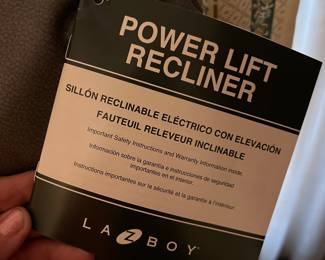 POWER LIFT
RECLINER
SILLÓN RECLINABLE ELÉCTRICO CON ELEVACIÓN
FAUTEUIL RELEVEUR INCLINABLE
Important Safety Instructions and Warranty Information inside.
Información sobre la garantía e instrucciones de seguridad
importantes en el interior.
Instructions importantes sur la sécurité et la garantie à l'intérieur.
LA Z BOY®